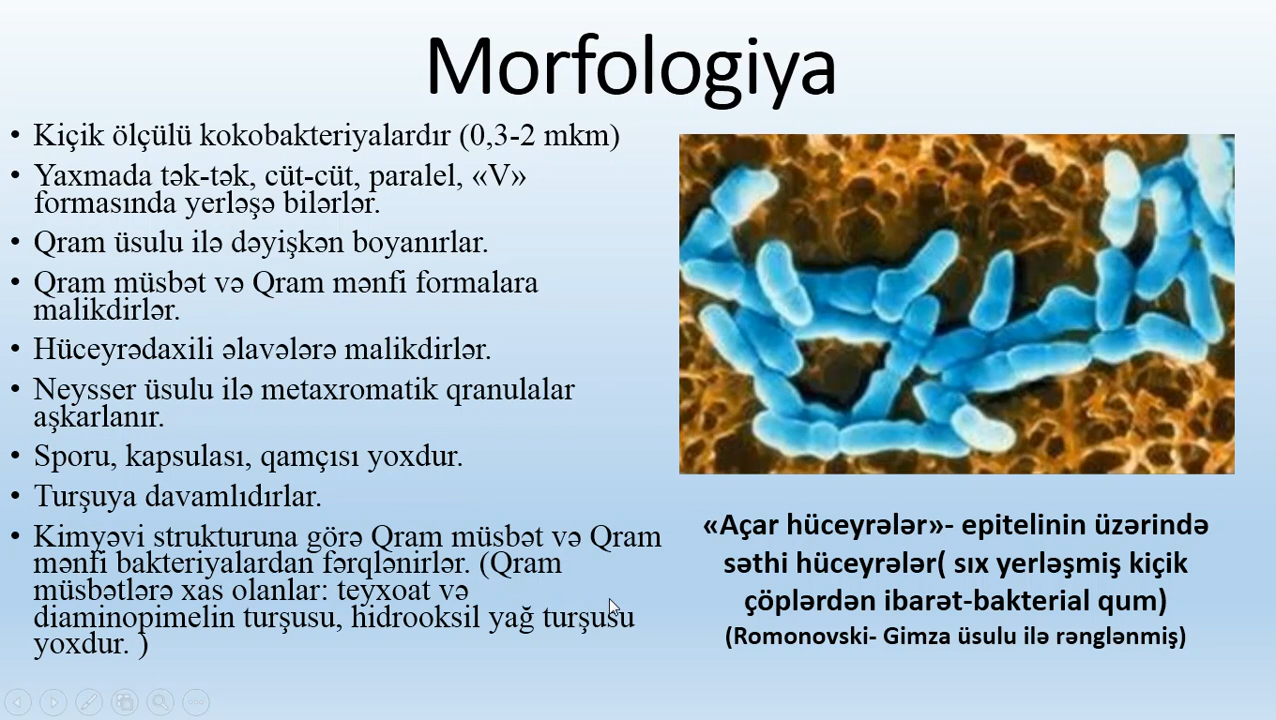 Morfologiya
• Kiçik ölçülü kokobakteriyalardır (0,3-2 mkm)
• Yaxmada tək-tək, cüt-cüt, paralel, «V»
formasında yerləşə bilərlər.
• Qram üsulu ilə dəyişkən boyanırlar.
• Qram müsbət və Qram mənfi formalara
malikdirlər.
• Hüceyrədaxili əlavələrə malikdirlər.
• Neysser üsulu ilə metaxromatik qranulalar
aşkarlanır.
• Sporu, kapsulası, qamçısı yoxdur.
• Turşuya davamlıdırlar.
• Kimyəvi strukturuna görə Qram müsbət və Qram
mənfi bakteriyalardan fərqlənirlər. (Qram
müsbətlərə xas olanlar: teyxoat və
diaminopimelin turşusu, hidrooksil yağ turşusu
yoxdur. )
«Açar hüceyrələr»- epitelinin üzərində
səthi hüceyrələr( sıx yerləşmiş kiçik
çöplərdən ibarət-bakterial qum)
(Romonovski- Gimza üsulu ilə rənglənmiş)